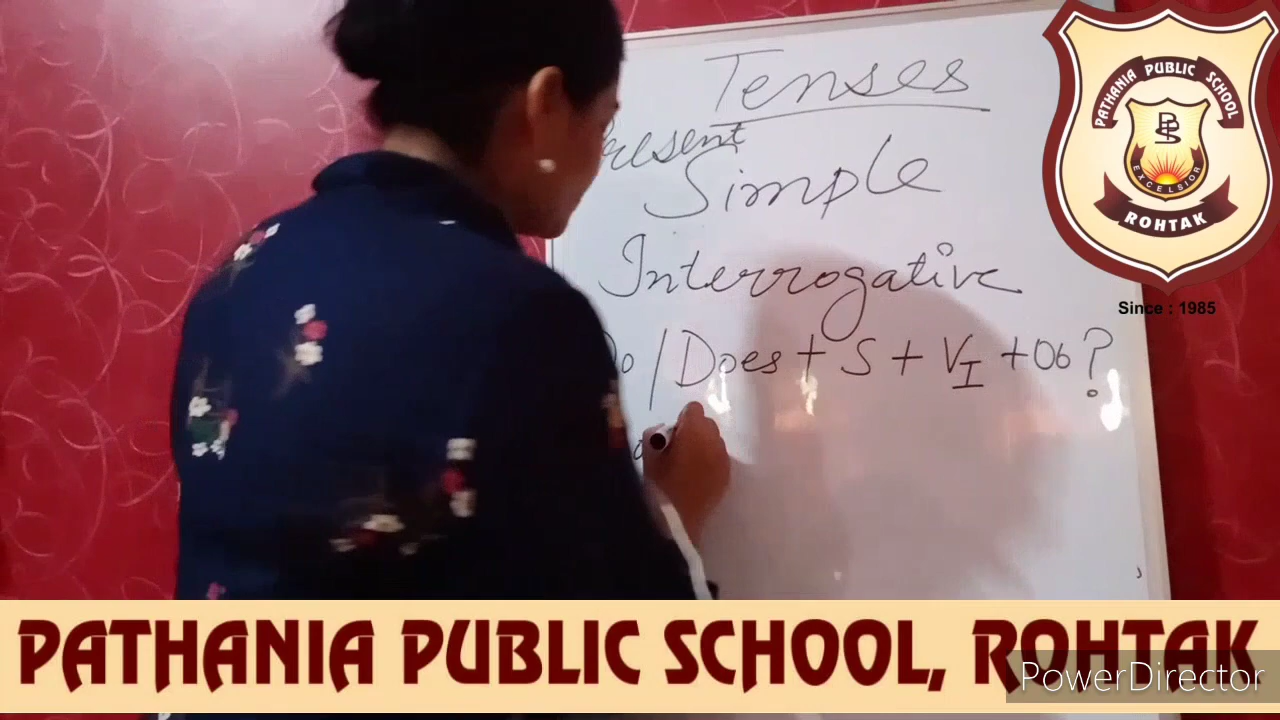 Tenses
Present
Simple
Interrogative
Do / Does + S + V I + Ob ?
PATHANIA PUBLIC SCHOOL
PS
EXCELSIOR
ROHTAK
Since : 1985
PATHANIA PUBLIC SCHOOL, ROHTAK
PowerDirector